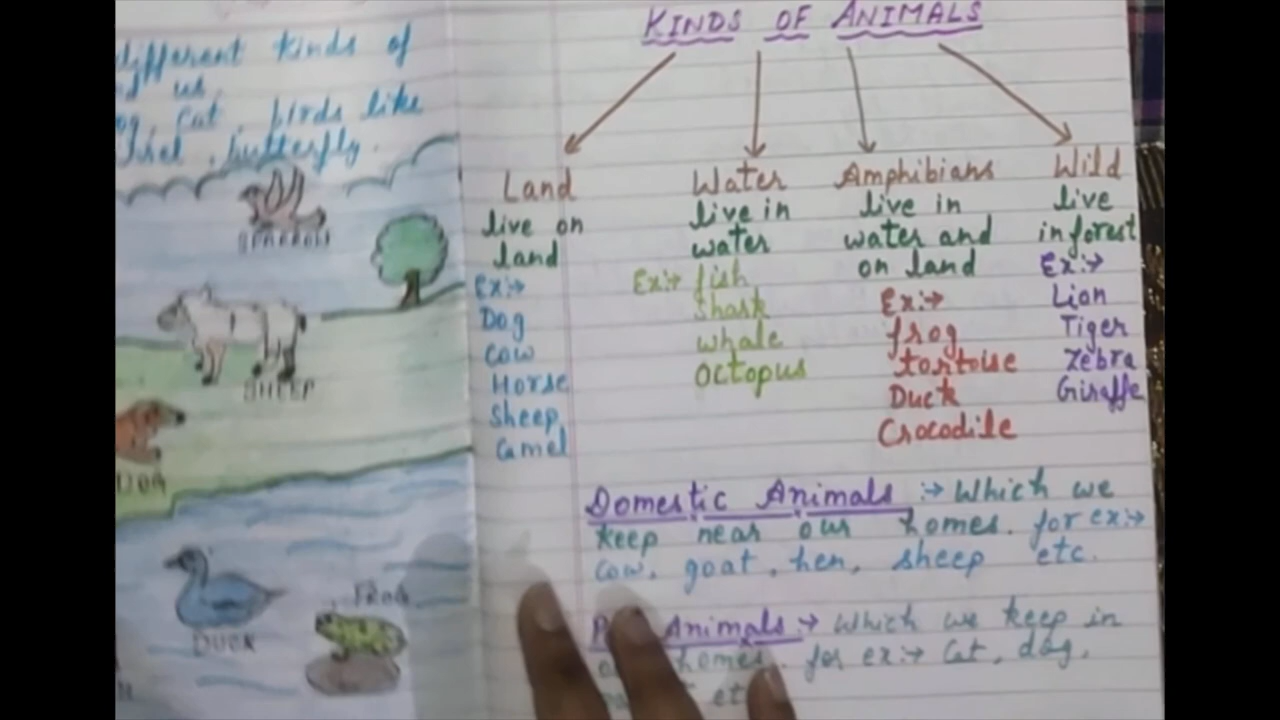 different kinds of
us.
cat, birds like
butterfly.
SPARROW
SHEEP
DUCK
FROG
KINDS OF ANIMALS
Land
live on
land
Ex:→
Dog
Cow
Horse
Sheep
Camel
Water
live in
water
Ex:→ fish
Shark
whale
Octopus
Amphibians
live in
water and
on land
Ex:→
frog
tortoise
Duck
Crocodile
Wild
live
in forest
Ex:→
Lion
Tiger
Zebra
Giraffe
Domestic Animals :→ Which we
keep near our homes. for ex:→
cow, goat, hen, sheep etc.
Animals :→ Which we keep in
homes. for ex:→ Cat, dog,